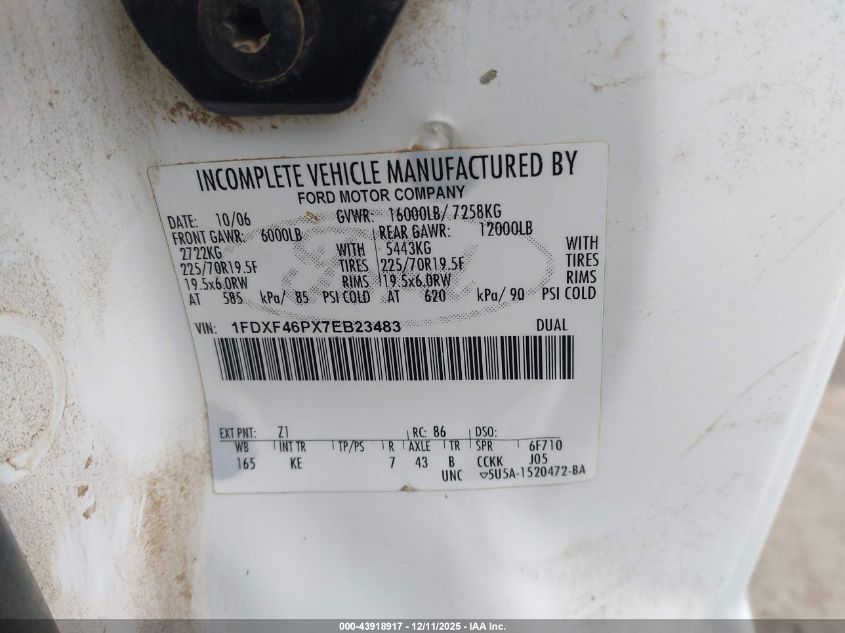 INCOMPLETE VEHICLE MANUFACTURED BY
FORD MOTOR COMPANY
DATE: 10/06 GVWR: 16000LB/ 7258KG
FRONT GAWR: 6000LB REAR GAWR: 12000LB
2722KG WITH 5443KG WITH
225/70R19.5F TIRES 225/70R19.5F TIRES
19.5x6.0RW RIMS 19.5x6.0RW RIMS
AT 585 kPa/ 85 PSI COLD AT 620 kPa/ 90 PSI COLD
VIN: 1FDXF46PX7EB23483 DUAL
EXT PNT: Z1 RC: 86 DSO:
WB INT TR TP/PS R AXLE TR SPR 6F710
165 KE 7 43 B CCKK J05
UNC ▽5U5A-1520472-BA
000-43918917 - 12/11/2025 - IAA Inc.